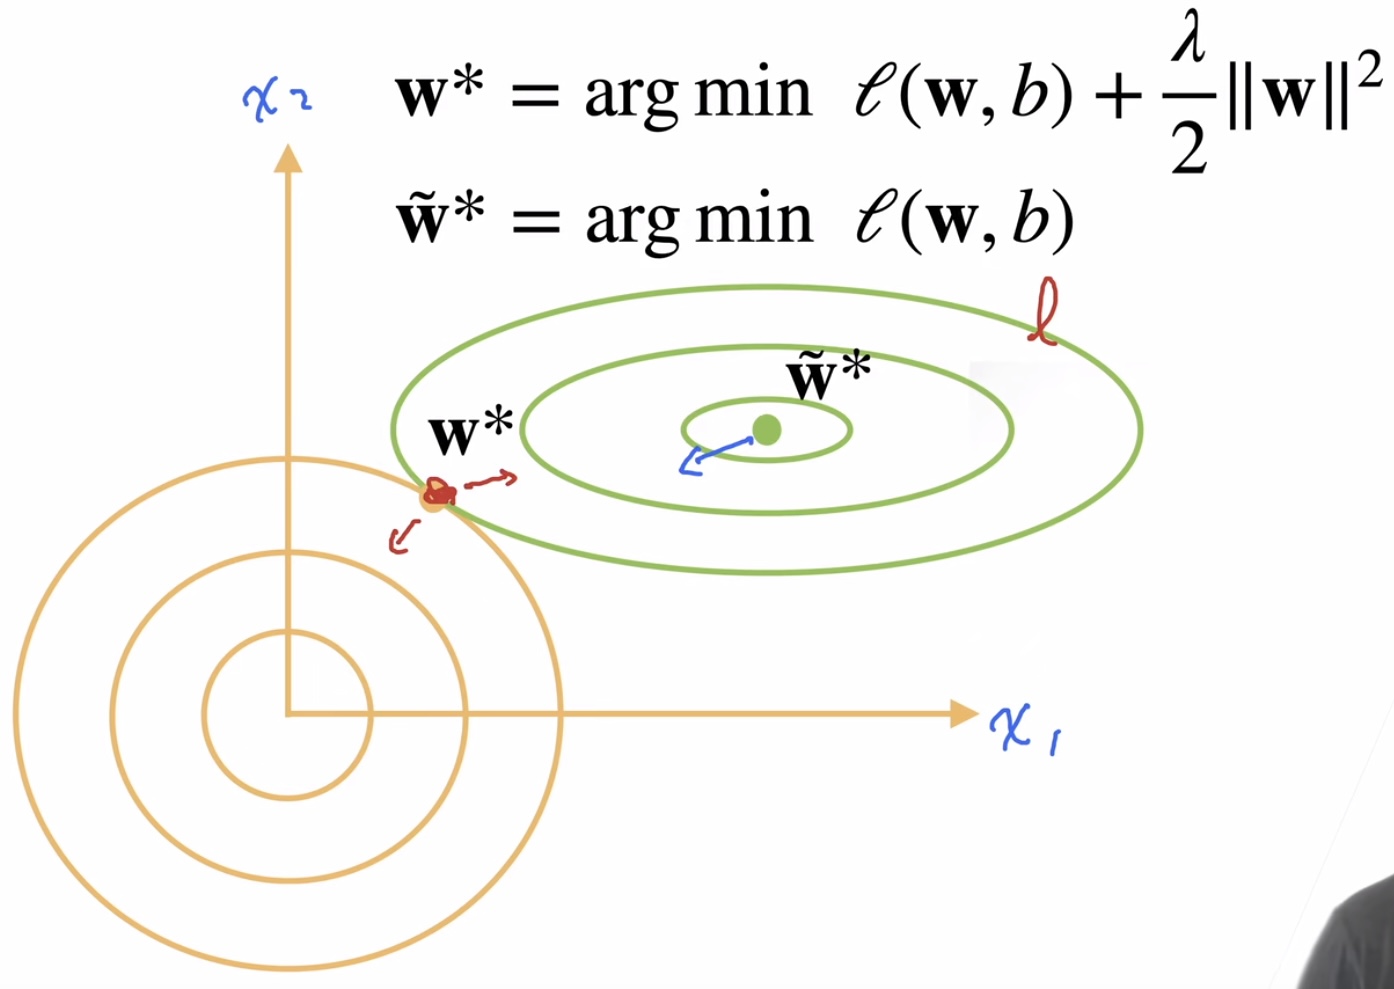 x₂
𝐰* = arg min ℓ(𝐰, b) + λ/2 ‖𝐰‖²
𝐰̃* = arg min ℓ(𝐰, b)
ℓ
𝐰̃*
𝐰*
x₁